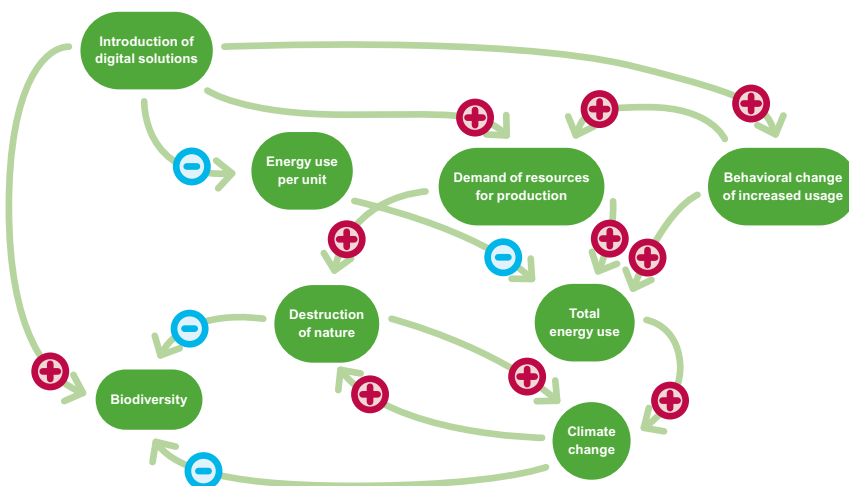 Introduction of
digital solutions
Energy use
per unit
Demand of resources
for production
Behavioral change
of increased usage
Destruction
of nature
Total
energy use
Biodiversity
Climate
change